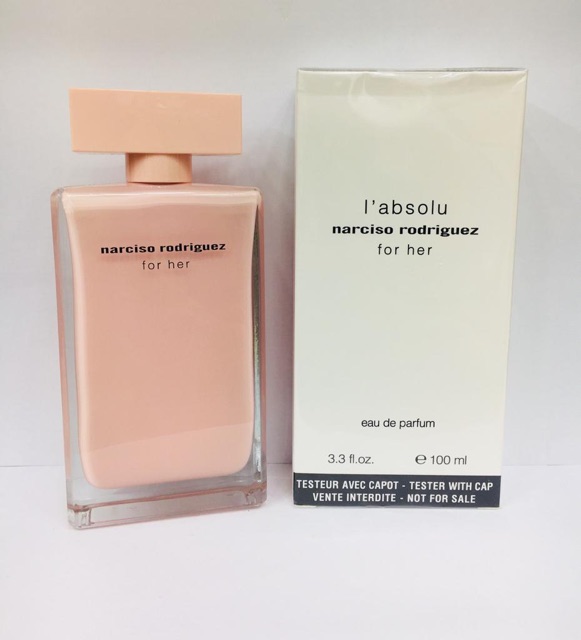 narciso rodriguez
for her
l'absolu
narciso rodriguez
for her
eau de parfum
3.3 fl.oz. ℮ 100 ml
TESTEUR AVEC CAPOT - TESTER WITH CAP
VENTE INTERDITE - NOT FOR SALE